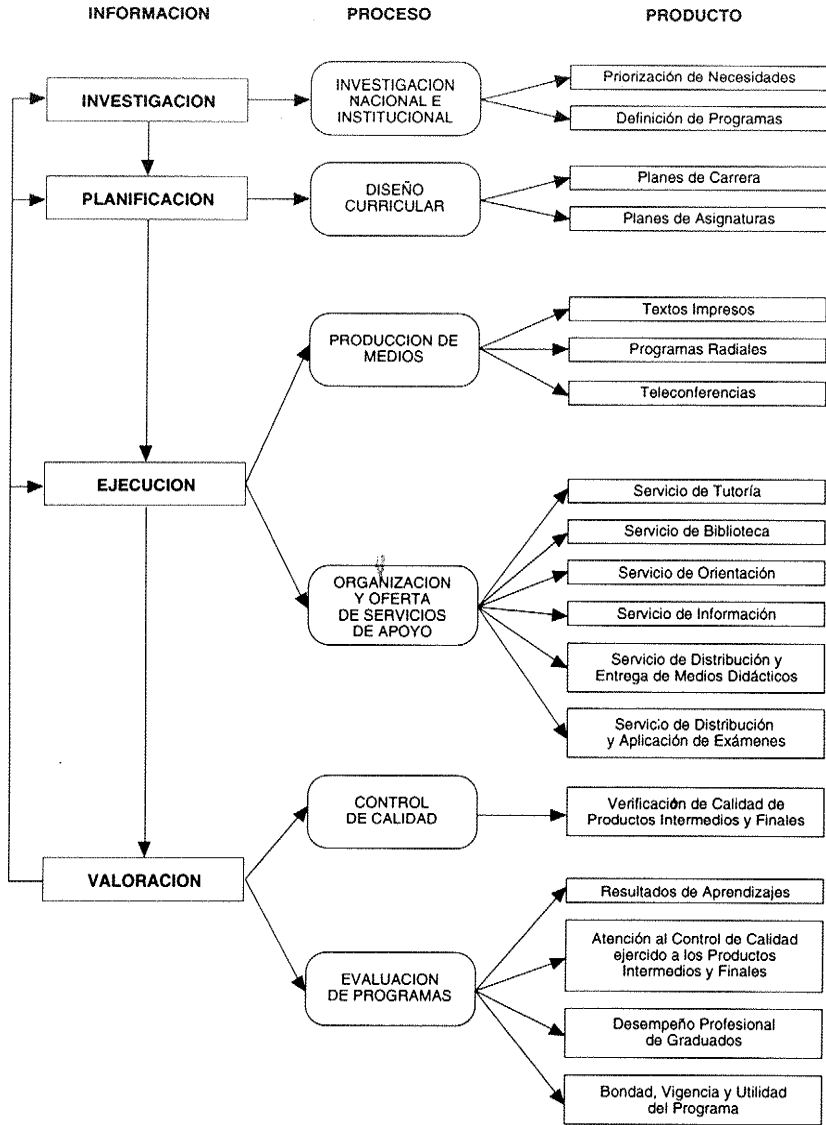 INFORMACION
PROCESO
PRODUCTO
INVESTIGACION
INVESTIGACION
NACIONAL E
INSTITUCIONAL
Priorización de Necesidades
Definición de Programas
PLANIFICACION
DISEÑO
CURRICULAR
Planes de Carrera
Planes de Asignaturas
PRODUCCION DE
MEDIOS
Textos Impresos
Programas Radiales
Teleconferencias
EJECUCION
ORGANIZACION
Y OFERTA
DE SERVICIOS
DE APOYO
Servicio de Tutoría
Servicio de Biblioteca
Servicio de Orientación
Servicio de Información
Servicio de Distribución y
Entrega de Medios Didácticos
Servicio de Distribución
y Aplicación de Exámenes
CONTROL
DE CALIDAD
Verificación de Calidad de
Productos Intermedios y Finales
VALORACION
EVALUACION
DE PROGRAMAS
Resultados de Aprendizajes
Atención al Control de Calidad
ejercido a los Productos
Intermedios y Finales
Desempeño Profesional
de Graduados
Bondad, Vigencia y Utilidad
del Programa